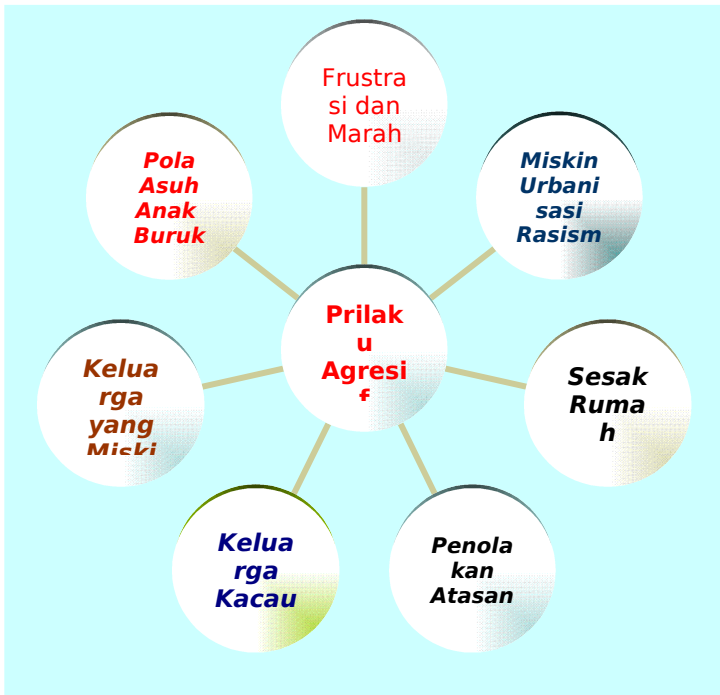 Frustra
si dan
Marah
Pola
Asuh
Anak
Buruk
Miskin
Urbani
sasi
Rasism
Prilak
u
Agresi
f
Kelua
rga
yang
Miski
Sesak
Ruma
h
Kelua
rga
Kacau
Penola
kan
Atasan